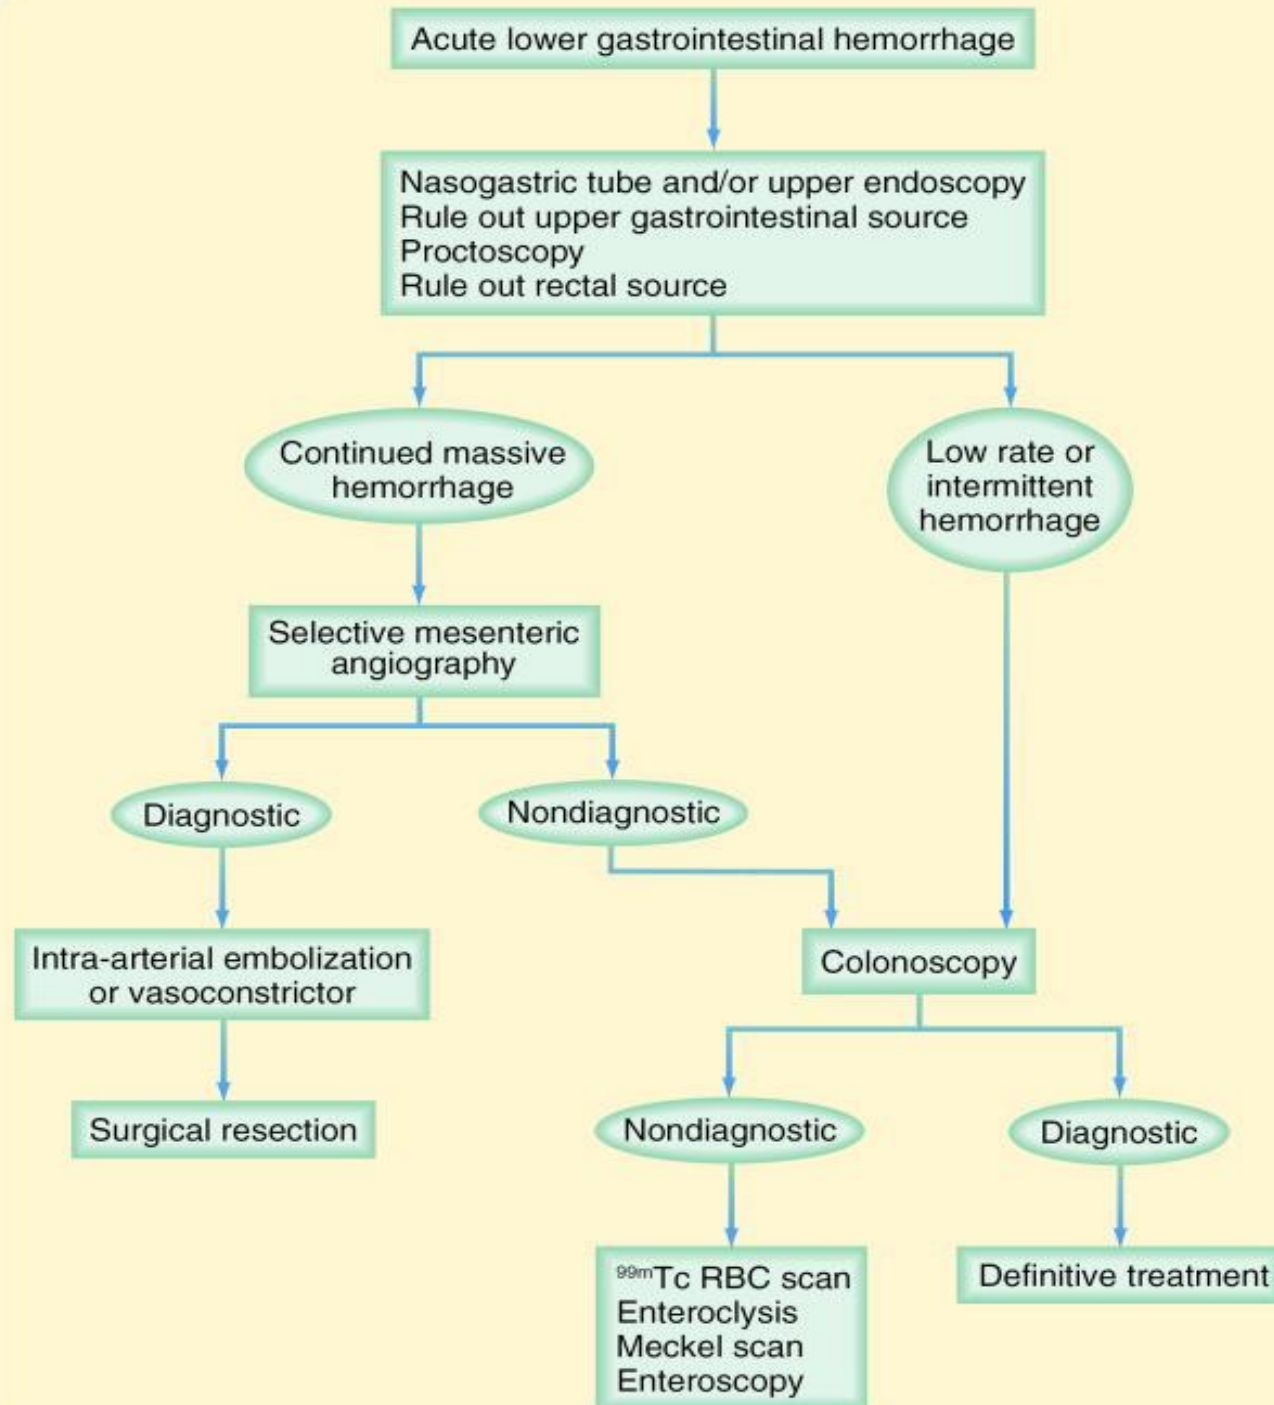 Acute lower gastrointestinal hemorrhage
Nasogastric tube and/or upper endoscopy
Rule out upper gastrointestinal source
Proctoscopy
Rule out rectal source
Continued massive
hemorrhage
Low rate or
intermittent
hemorrhage
Selective mesenteric
angiography
Diagnostic
Nondiagnostic
Intra-arterial embolization
or vasoconstrictor
Colonoscopy
Surgical resection
Nondiagnostic
Diagnostic
⁹⁹ᵐTc RBC scan
Enteroclysis
Meckel scan
Enteroscopy
Definitive treatment